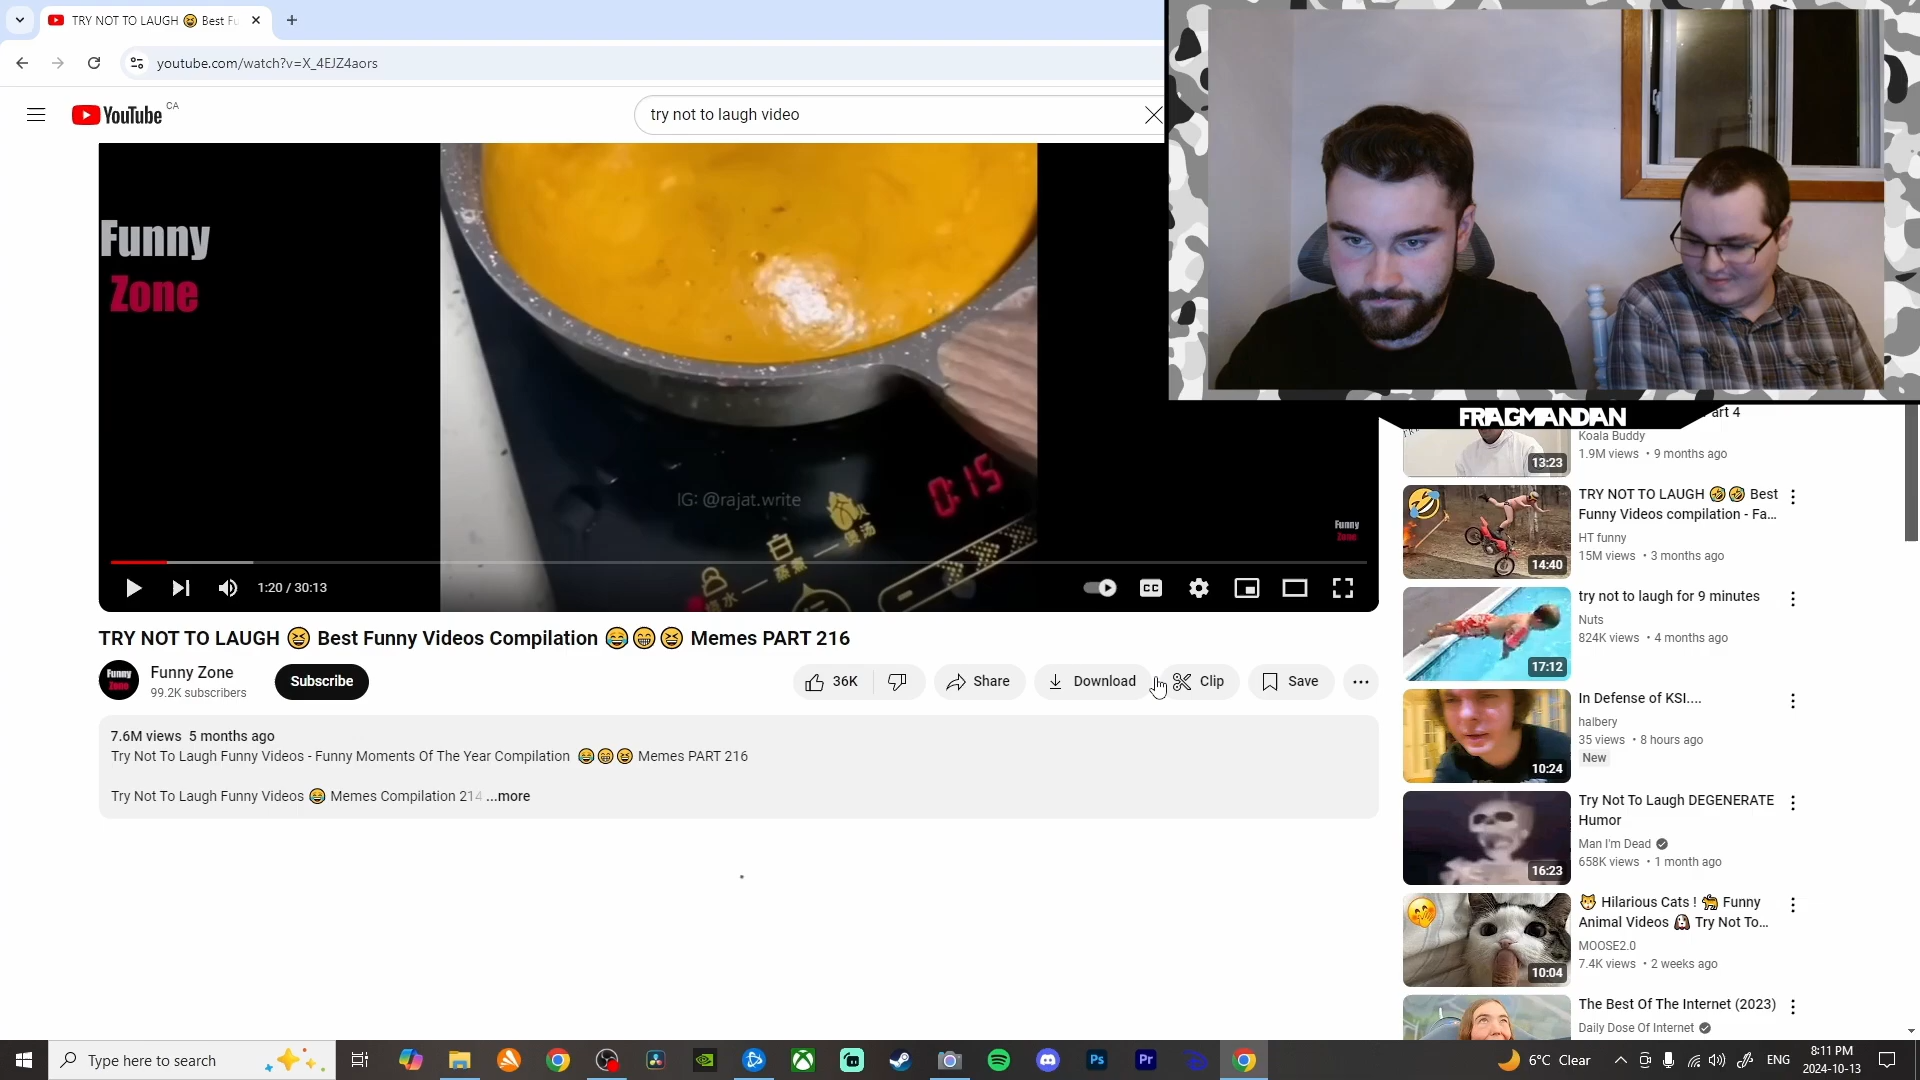 TRY NOT TO LAUGH 😆 Best Fu
youtube.com/watch?v=X_4EJZ4aors
YouTube CA
try not to laugh video
Funny
Zone
IG: @rajat.write
0:15
Funny
Zone
1:20 / 30:13
CC
FRAGMANDAN
TRY NOT TO LAUGH 😆 Best Funny Videos Compilation 😂😁😆 Memes PART 216
Funny Zone
99.2K subscribers
Subscribe
36K
Share
Download
Clip
Save
7.6M views 5 months ago
Try Not To Laugh Funny Videos - Funny Moments Of The Year Compilation 😂😁😆 Memes PART 216
Try Not To Laugh Funny Videos 😂 Memes Compilation 214 ...more
art 4
Koala Buddy
1.9M views • 9 months ago
13:23
TRY NOT TO LAUGH 🤣🤣 Best
Funny Videos compilation - Fa...
HT funny
15M views • 3 months ago
14:40
try not to laugh for 9 minutes
Nuts
824K views • 4 months ago
17:12
In Defense of KSI....
halbery
35 views • 8 hours ago
New
10:24
Try Not To Laugh DEGENERATE
Humor
Man I'm Dead
658K views • 1 month ago
16:23
🐱 Hilarious Cats ! 🐈 Funny
Animal Videos 🐶 Try Not To...
MOOSE2.0
7.4K views • 2 weeks ago
10:04
The Best Of The Internet (2023)
Daily Dose Of Internet
Type here to search
Ps
Pr
6°C Clear
ENG
8:11 PM
2024-10-13